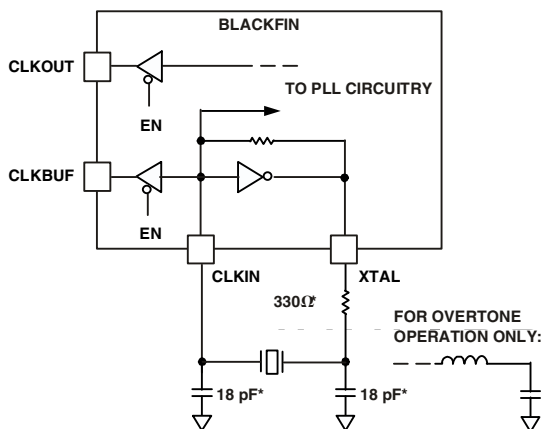 BLACKFIN
CLKOUT
TO PLL CIRCUITRY
EN
CLKBUF
EN
CLKIN
XTAL
330Ω*
FOR OVERTONE
OPERATION ONLY:
18 pF*
18 pF*